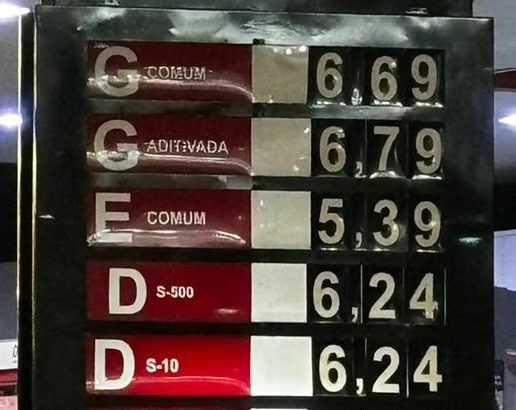 G COMUM 6,69
G ADITIVADA 6,79
E COMUM 5,39
D S-500 6,24
D S-10 6,24